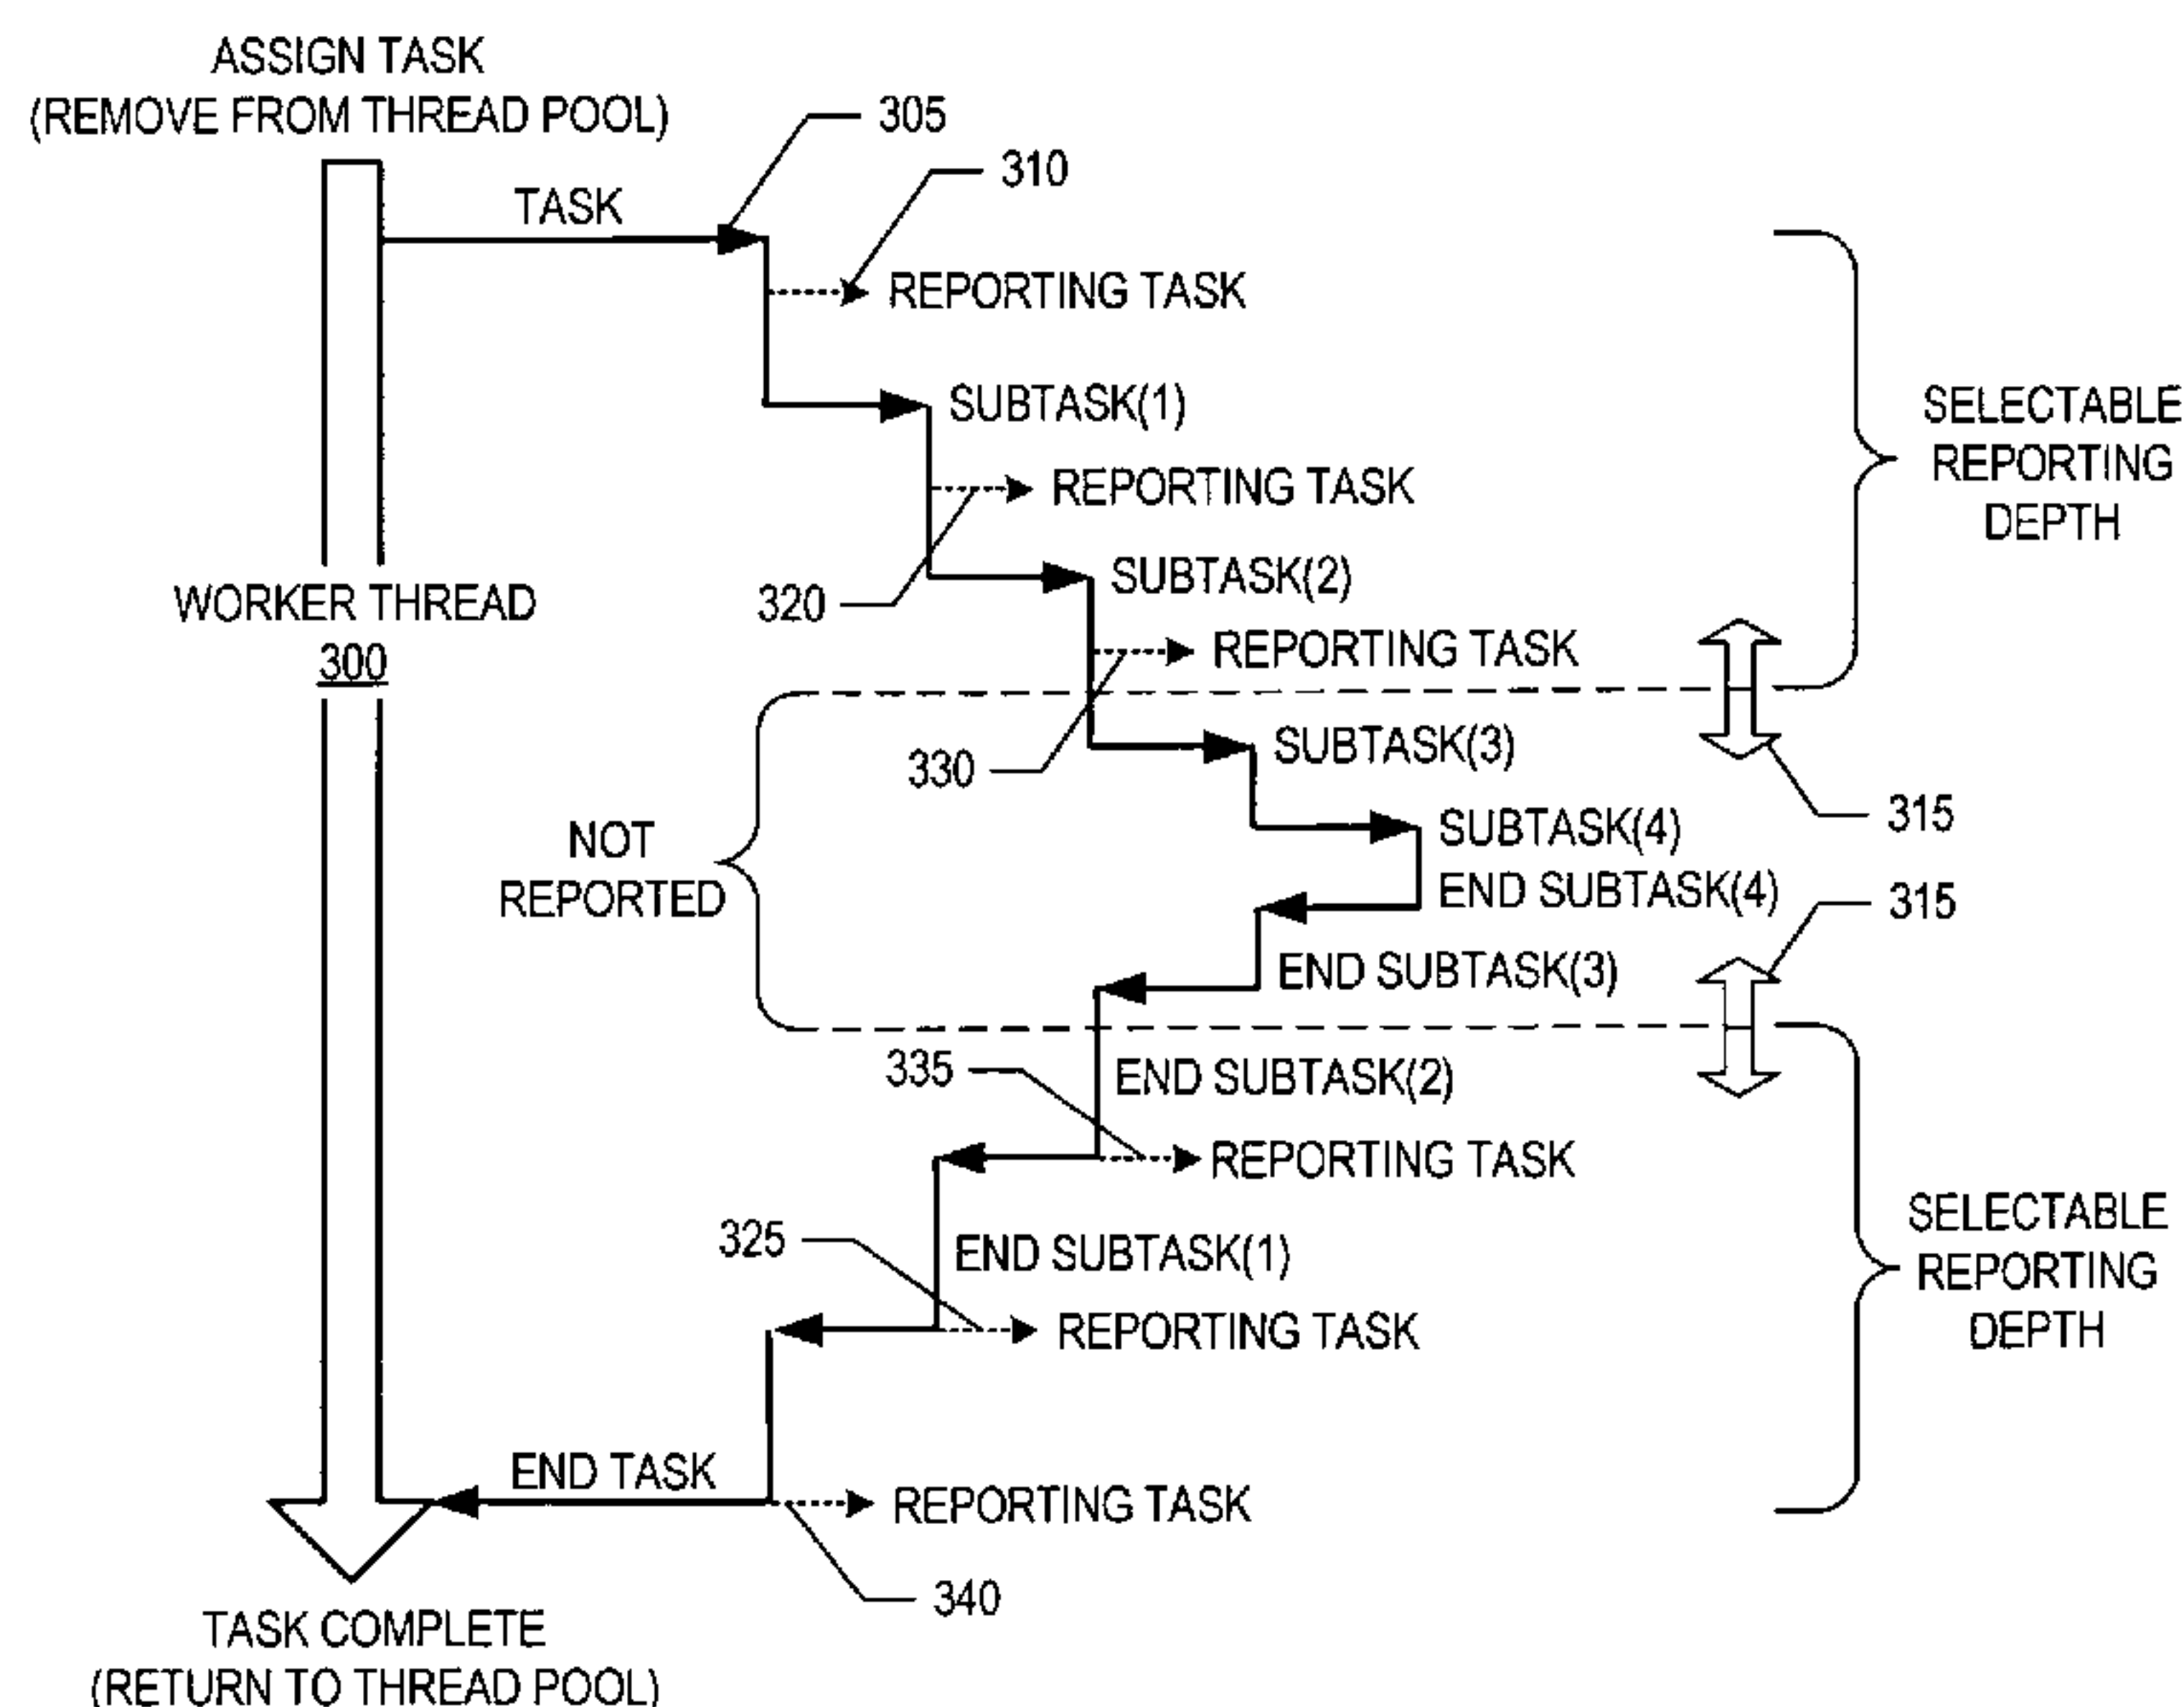 ASSIGN TASK
(REMOVE FROM THREAD POOL)
305
310
TASK
REPORTING TASK
SUBTASK(1)
SELECTABLE
REPORTING
DEPTH
REPORTING TASK
SUBTASK(2)
320
WORKER THREAD
300
REPORTING TASK
SUBTASK(3)
330
315
NOT
REPORTED
SUBTASK(4)
END SUBTASK(4)
315
END SUBTASK(3)
335
END SUBTASK(2)
REPORTING TASK
325
END SUBTASK(1)
SELECTABLE
REPORTING
DEPTH
REPORTING TASK
END TASK
REPORTING TASK
340
TASK COMPLETE
(RETURN TO THREAD POOL)